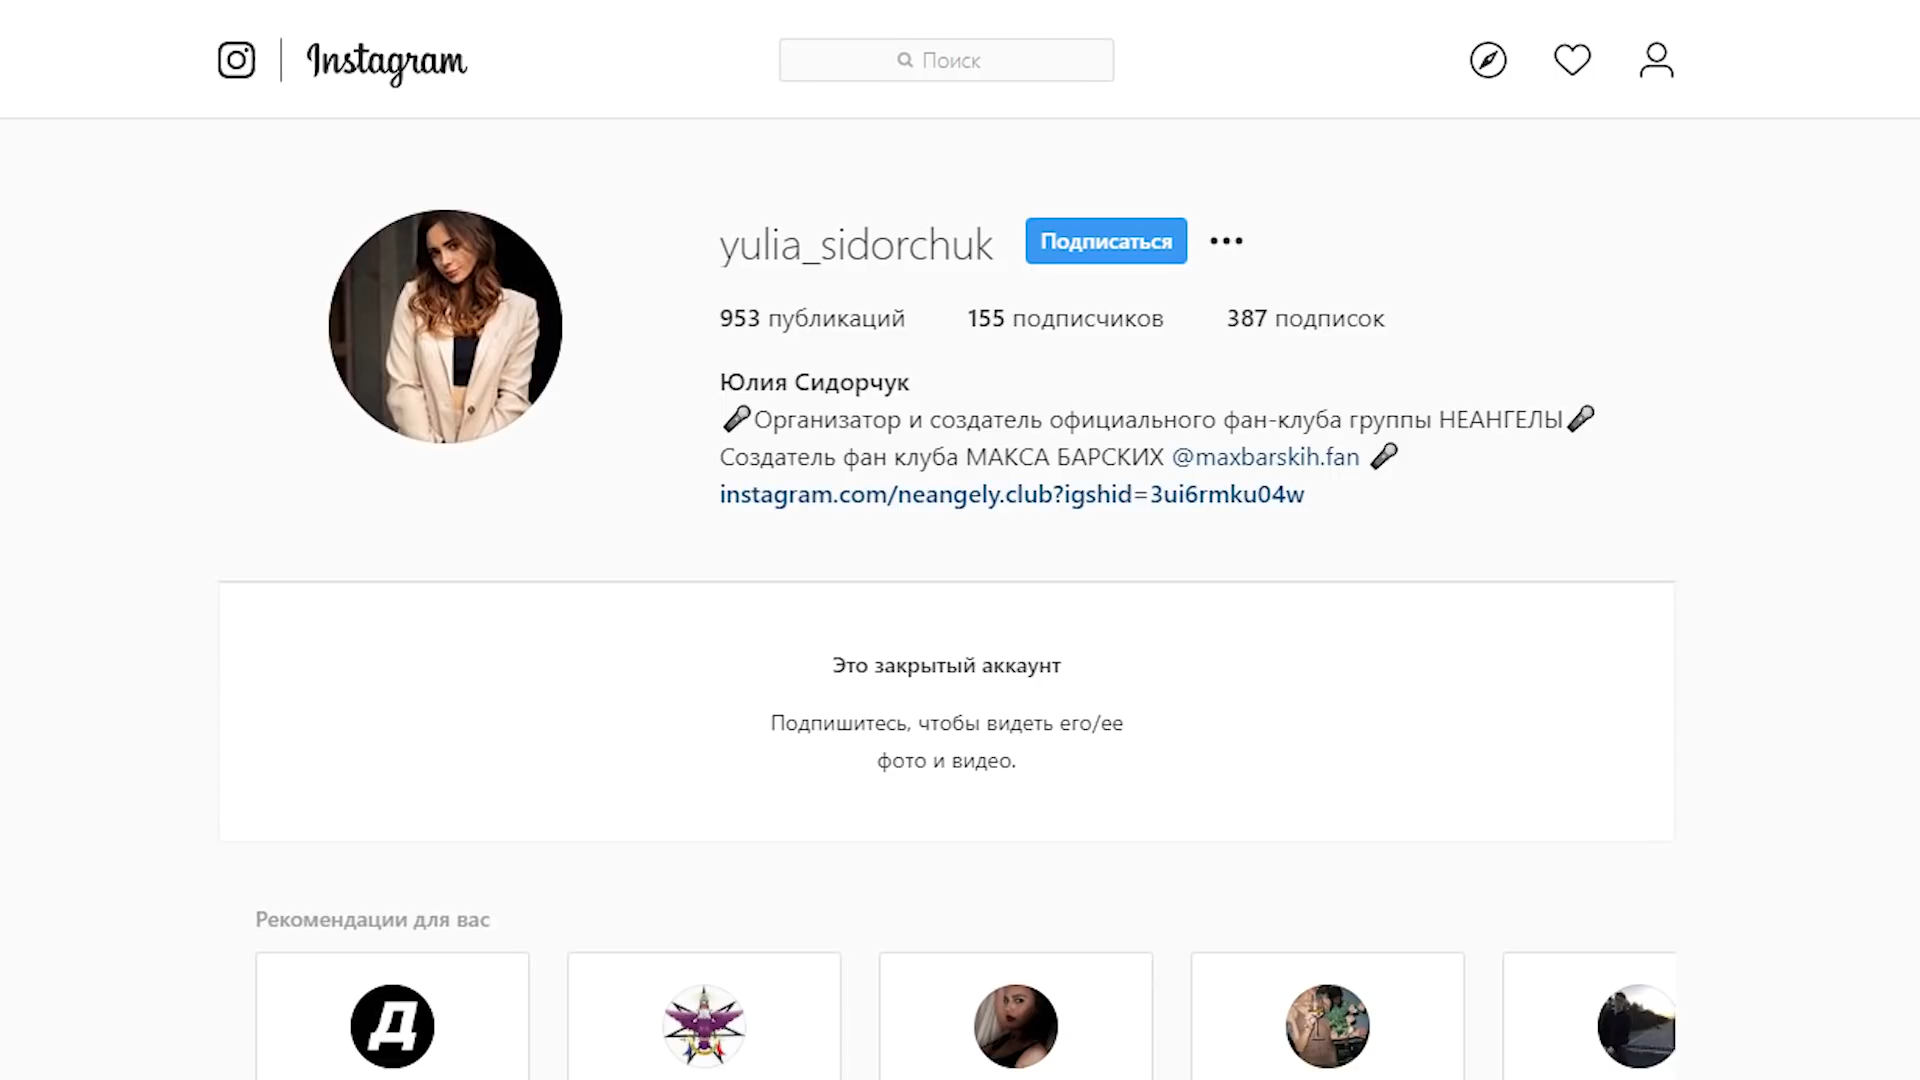 Instagram
Поиск
yulia_sidorchuk Подписаться
953 публикаций 155 подписчиков 387 подписок
Юлия Сидорчук
🎤Организатор и создатель официального фан-клуба группы НЕАНГЕЛЫ🎤
Создатель фан клуба МАКСА БАРСКИХ @maxbarskih.fan 🎤
instagram.com/neangely.club?igshid=3ui6rmku04w
Это закрытый аккаунт
Подпишитесь, чтобы видеть его/ее
фото и видео.
Рекомендации для вас
Д